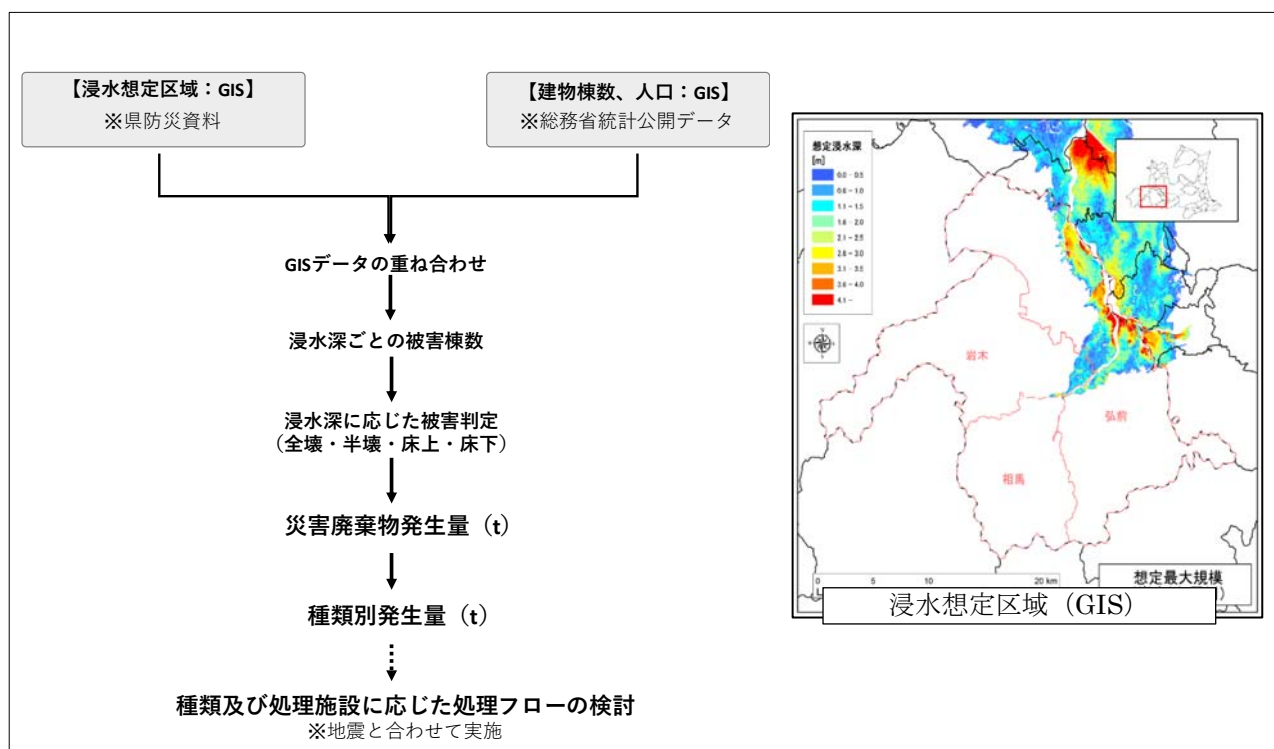 【浸水想定区域：GIS】
※県防災資料
【建物棟数、人口：GIS】
※総務省統計公開データ
GISデータの重ね合わせ
浸水深ごとの被害棟数
浸水深に応じた被害判定
（全壊・半壊・床上・床下）
災害廃棄物発生量（t）
種類別発生量（t）
種類及び処理施設に応じた処理フローの検討
※地震と合わせて実施
想定浸水深
[m]
0.0 - 0.5
0.6 - 1.0
1.1 - 1.5
1.6 - 2.0
2.1 - 2.5
2.6 - 3.0
3.1 - 3.5
3.6 - 4.0
4.1 -
岩木
弘前
相馬
0 5 10 20 km
想定最大規模
浸水想定区域（GIS）